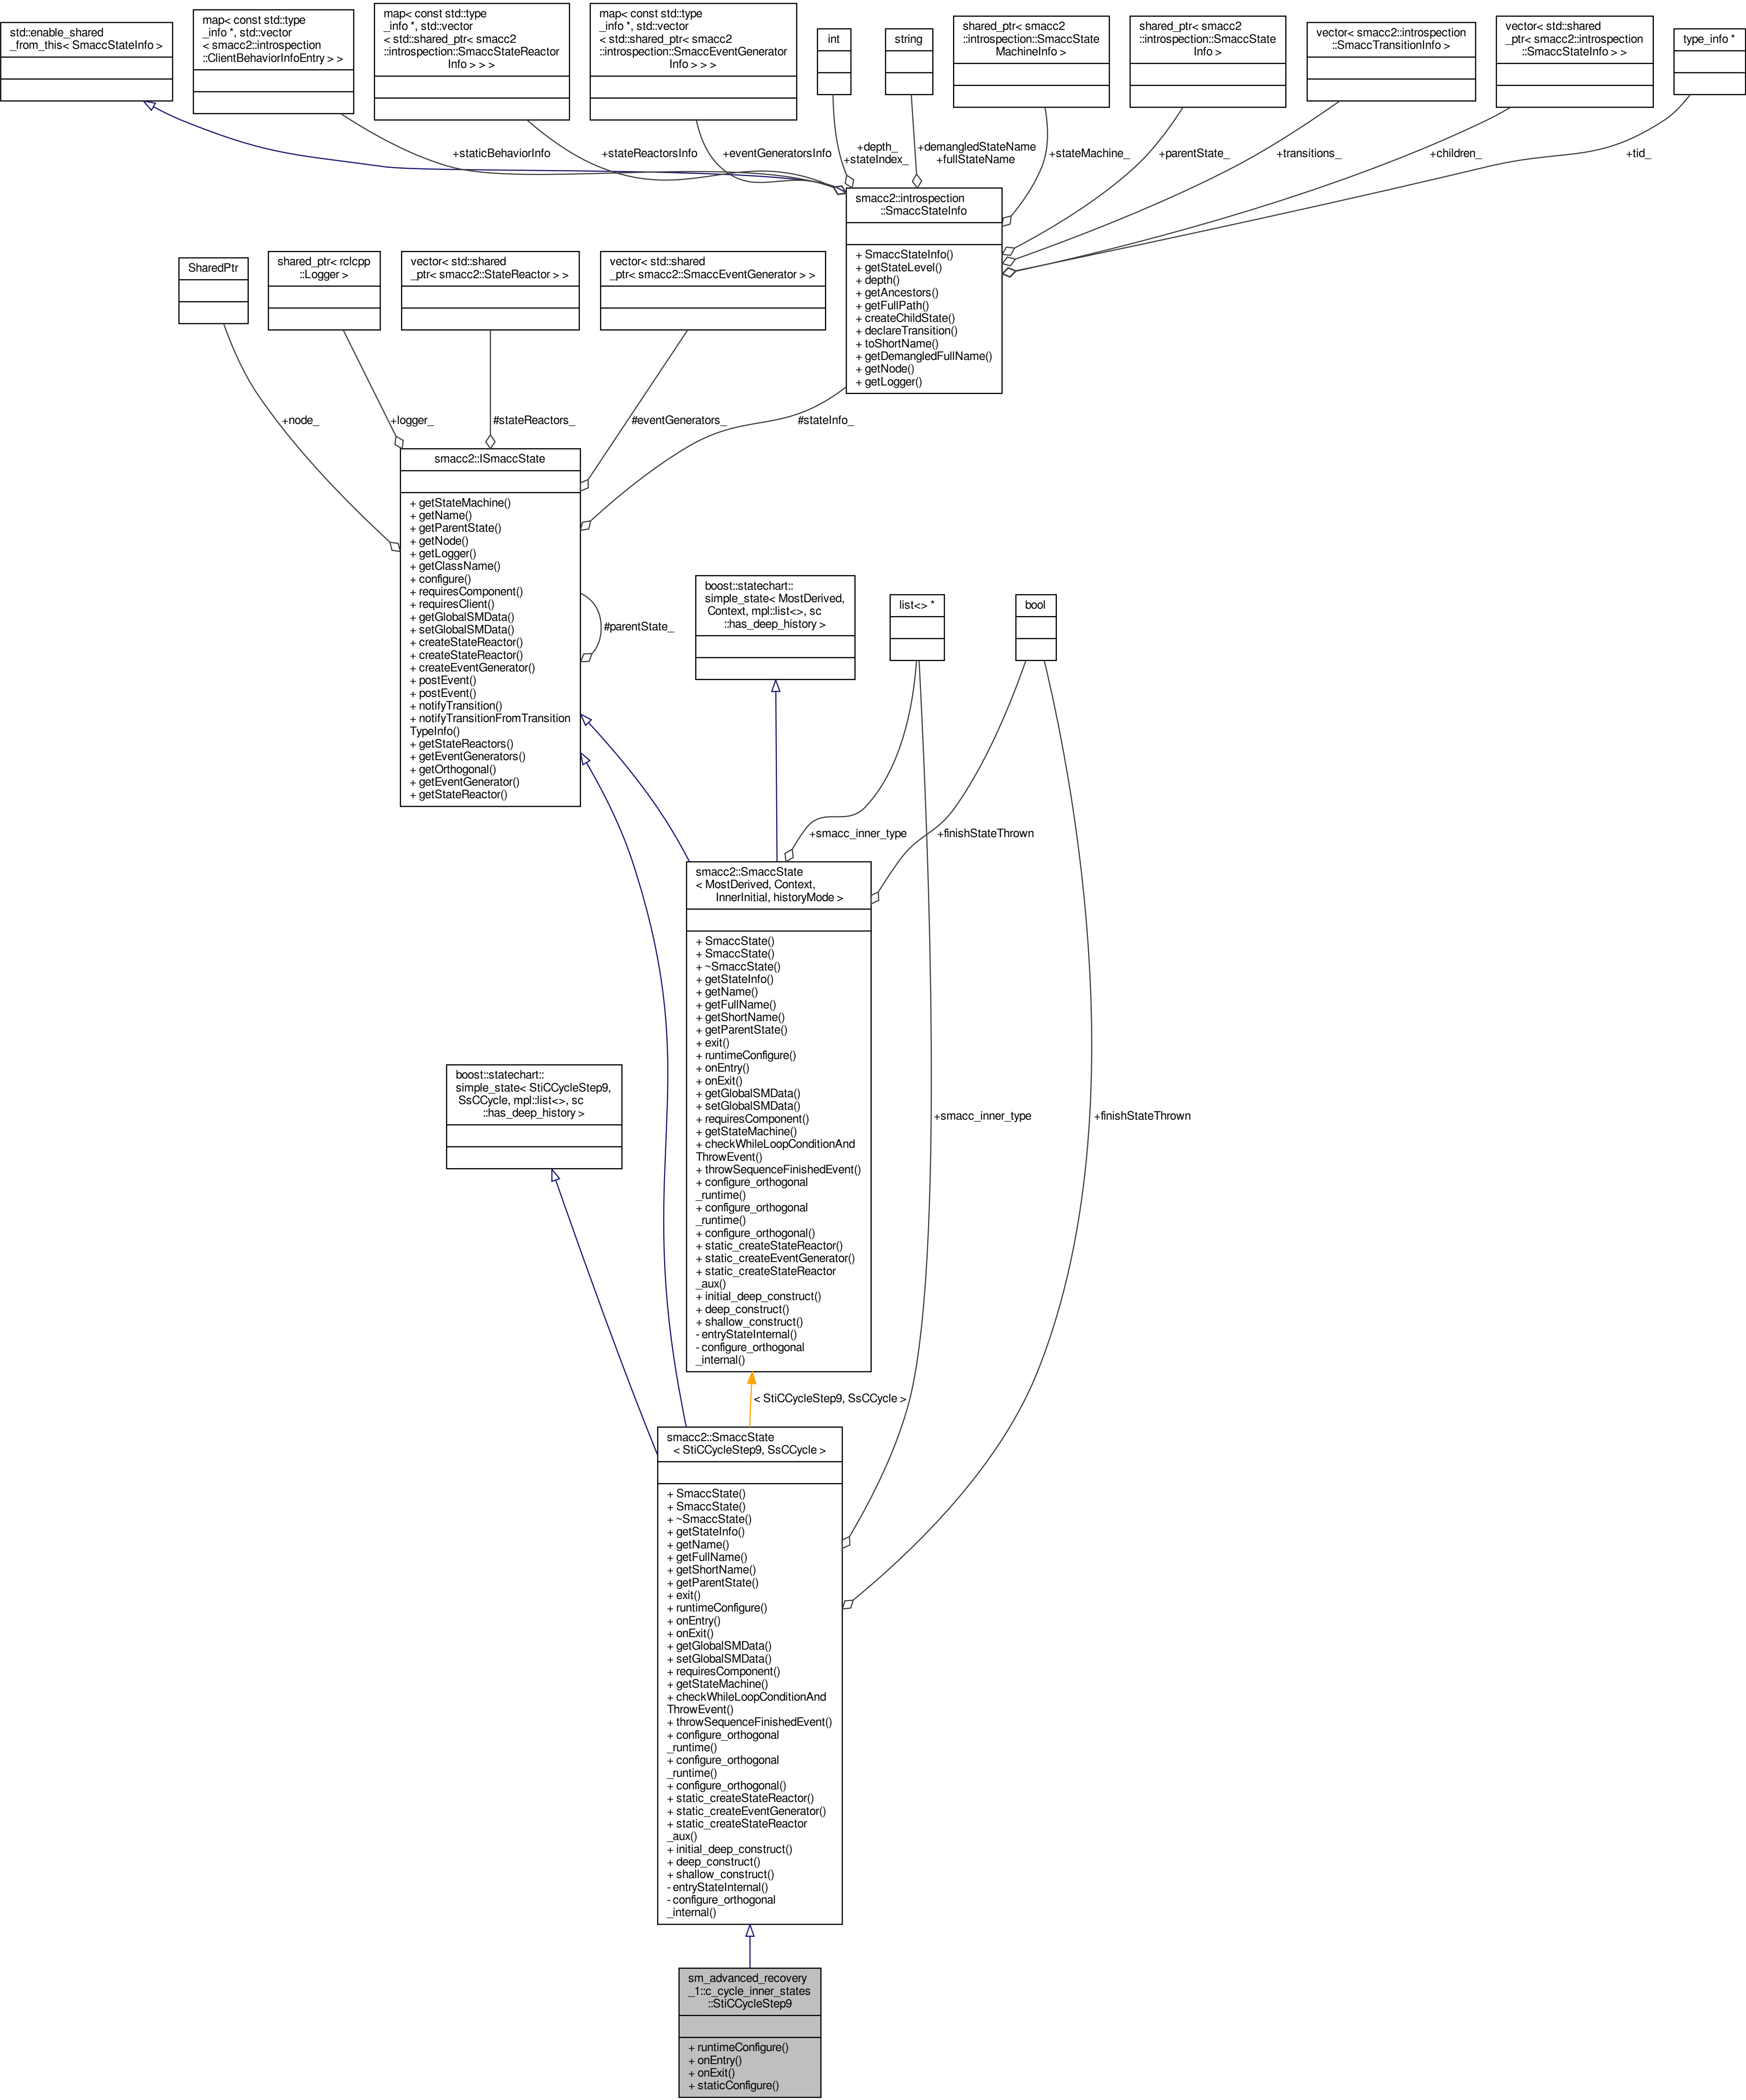 std::enable_shared
_from_this< SmaccStateInfo >
map< const std::type
_info *, std::vector
< smacc2::introspection
::ClientBehaviorInfoEntry > >
map< const std::type
_info *, std::vector
< std::shared_ptr< smacc2
::introspection::SmaccStateReactor
Info > > >
map< const std::type
_info *, std::vector
< std::shared_ptr< smacc2
::introspection::SmaccEventGenerator
Info > > >
int
string
shared_ptr< smacc2
::introspection::SmaccState
MachineInfo >
shared_ptr< smacc2
::introspection::SmaccState
Info >
vector< smacc2::introspection
::SmaccTransitionInfo >
vector< std::shared
_ptr< smacc2::introspection
::SmaccStateInfo > >
type_info *
+staticBehaviorInfo
+stateReactorsInfo
+eventGeneratorsInfo
+depth_
+stateIndex_
+demangledStateName
+fullStateName
+stateMachine_
+parentState_
+transitions_
+children_
+tid_
smacc2::introspection
::SmaccStateInfo
+ SmaccStateInfo()
+ getStateLevel()
+ depth()
+ getAncestors()
+ getFullPath()
+ createChildState()
+ declareTransition()
+ toShortName()
+ getDemangledFullName()
+ getNode()
+ getLogger()
SharedPtr
shared_ptr< rclcpp
::Logger >
vector< std::shared
_ptr< smacc2::StateReactor > >
vector< std::shared
_ptr< smacc2::SmaccEventGenerator > >
+node_
+logger_
#stateReactors_
#eventGenerators_
#stateInfo_
smacc2::ISmaccState
+ getStateMachine()
+ getName()
+ getParentState()
+ getNode()
+ getLogger()
+ getClassName()
+ configure()
+ requiresComponent()
+ requiresClient()
+ getGlobalSMData()
+ setGlobalSMData()
+ createStateReactor()
+ createStateReactor()
+ createEventGenerator()
+ postEvent()
+ postEvent()
+ notifyTransition()
+ notifyTransitionFromTransition
TypeInfo()
+ getStateReactors()
+ getEventGenerators()
+ getOrthogonal()
+ getEventGenerator()
+ getStateReactor()
#parentState_
boost::statechart::
simple_state< MostDerived,
Context, mpl::list<>, sc
::has_deep_history >
list<> *
bool
+smacc_inner_type
+finishStateThrown
smacc2::SmaccState
< MostDerived, Context,
InnerInitial, historyMode >
+ SmaccState()
+ SmaccState()
+ ~SmaccState()
+ getStateInfo()
+ getName()
+ getFullName()
+ getShortName()
+ getParentState()
+ exit()
+ runtimeConfigure()
+ onEntry()
+ onExit()
+ getGlobalSMData()
+ setGlobalSMData()
+ requiresComponent()
+ getStateMachine()
+ checkWhileLoopConditionAnd
ThrowEvent()
+ throwSequenceFinishedEvent()
+ configure_orthogonal
_runtime()
+ configure_orthogonal
_runtime()
+ configure_orthogonal()
+ static_createStateReactor()
+ static_createEventGenerator()
+ static_createStateReactor
_aux()
+ initial_deep_construct()
+ deep_construct()
+ shallow_construct()
- entryStateInternal()
- configure_orthogonal
_internal()
boost::statechart::
simple_state< StiCCycleStep9,
SsCCycle, mpl::list<>, sc
::has_deep_history >
+smacc_inner_type
+finishStateThrown
< StiCCycleStep9, SsCCycle >
smacc2::SmaccState
< StiCCycleStep9, SsCCycle >
+ SmaccState()
+ SmaccState()
+ ~SmaccState()
+ getStateInfo()
+ getName()
+ getFullName()
+ getShortName()
+ getParentState()
+ exit()
+ runtimeConfigure()
+ onEntry()
+ onExit()
+ getGlobalSMData()
+ setGlobalSMData()
+ requiresComponent()
+ getStateMachine()
+ checkWhileLoopConditionAnd
ThrowEvent()
+ throwSequenceFinishedEvent()
+ configure_orthogonal
_runtime()
+ configure_orthogonal
_runtime()
+ configure_orthogonal()
+ static_createStateReactor()
+ static_createEventGenerator()
+ static_createStateReactor
_aux()
+ initial_deep_construct()
+ deep_construct()
+ shallow_construct()
- entryStateInternal()
- configure_orthogonal
_internal()
sm_advanced_recovery
_1::c_cycle_inner_states
::StiCCycleStep9
+ runtimeConfigure()
+ onEntry()
+ onExit()
+ staticConfigure()